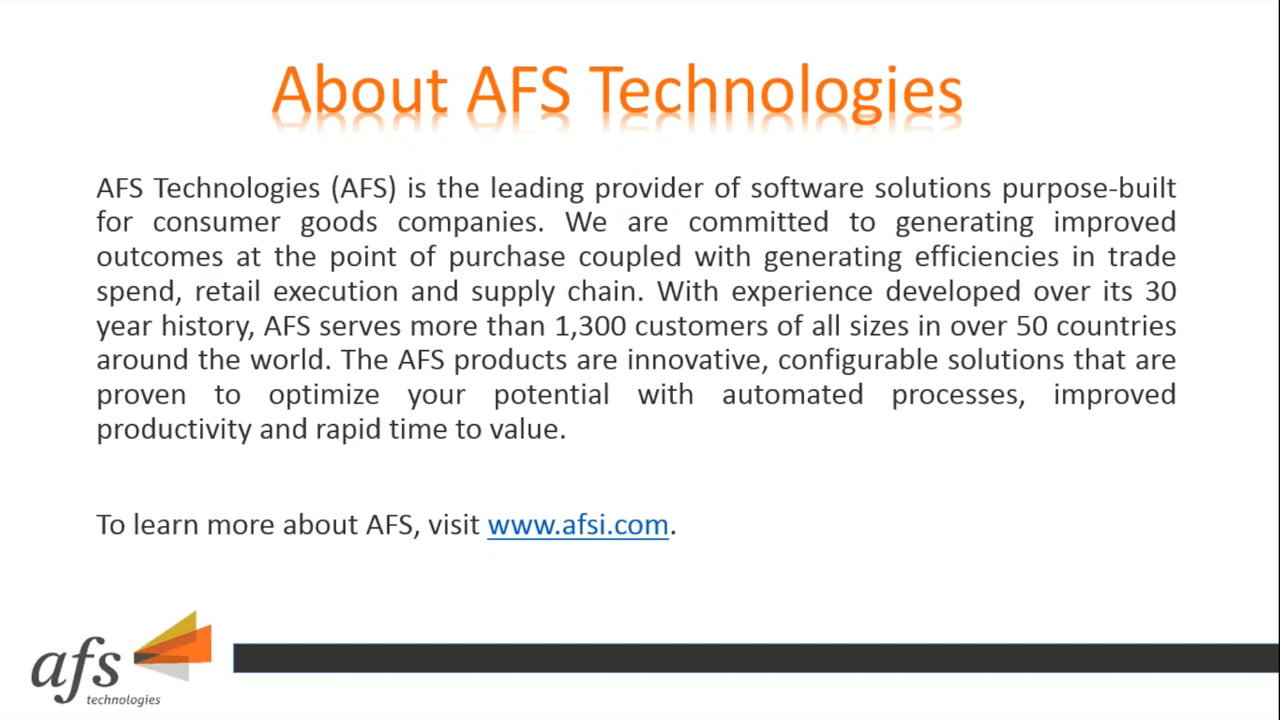 About AFS Technologies
AFS Technologies (AFS) is the leading provider of software solutions purpose-built
for consumer goods companies. We are committed to generating improved
outcomes at the point of purchase coupled with generating efficiencies in trade
spend, retail execution and supply chain. With experience developed over its 30
year history, AFS serves more than 1,300 customers of all sizes in over 50 countries
around the world. The AFS products are innovative, configurable solutions that are
proven to optimize your potential with automated processes, improved
productivity and rapid time to value.
To learn more about AFS, visit www.afsi.com.
afs
technologies